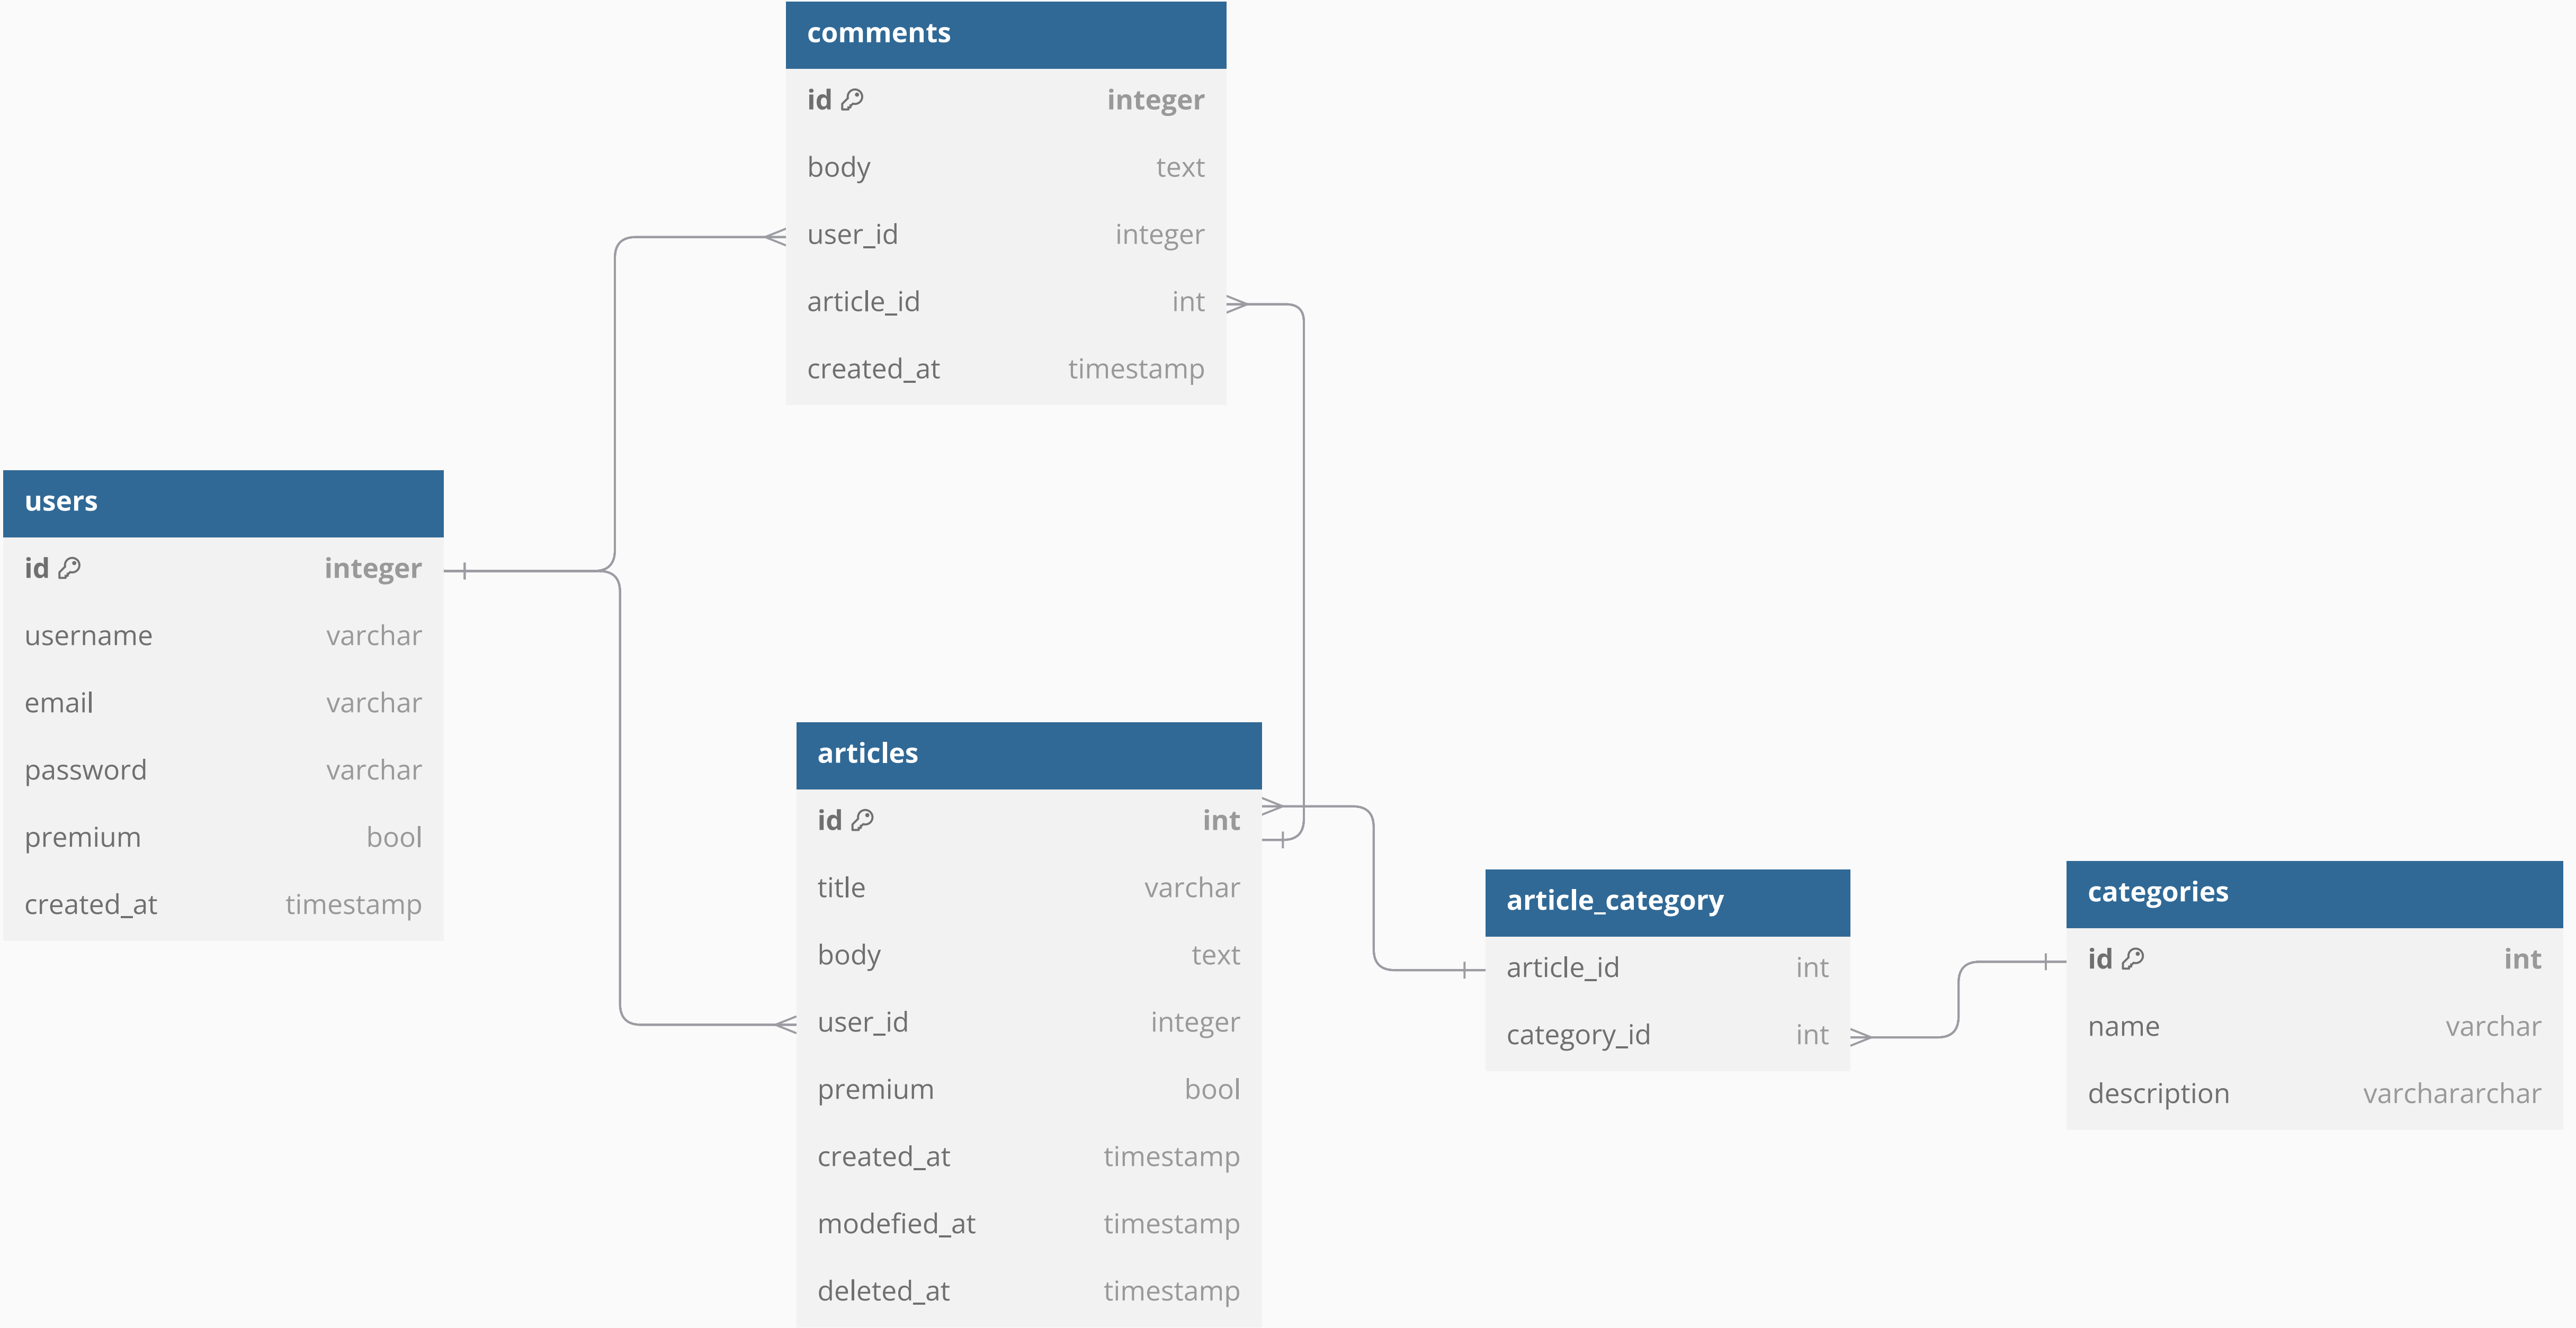 comments
id integer
body text
user_id integer
article_id int
created_at timestamp
users
id integer
username varchar
email varchar
password varchar
premium bool
created_at timestamp
articles
id int
title varchar
body text
user_id integer
premium bool
created_at timestamp
modefied_at timestamp
deleted_at timestamp
article_category
article_id int
category_id int
categories
id int
name varchar
description varchararchar